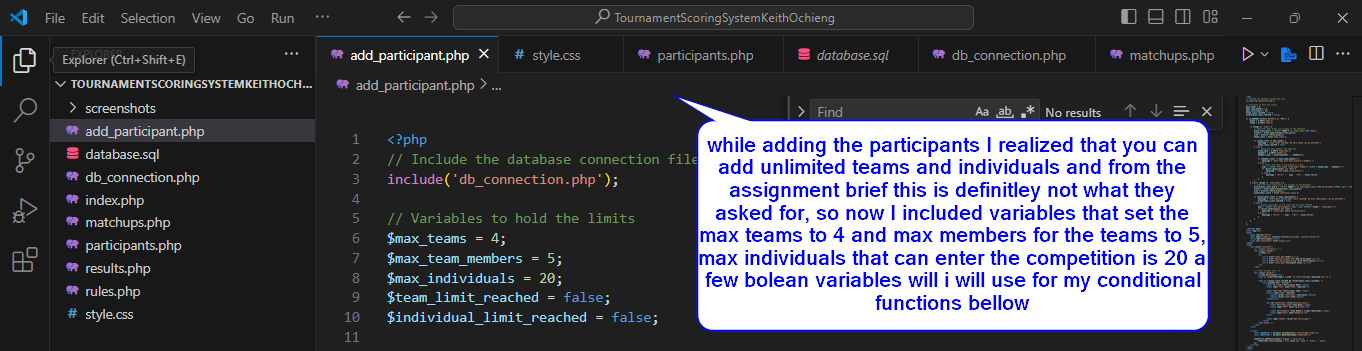 File Edit Selection View Go Run ··· ← → TournamentScoringSystemKeithOchieng
EXPLORER ···
Explorer (Ctrl+Shift+E)
TOURNAMENTSCORINGSYSTEMKEITHOCH...
screenshots
add_participant.php
database.sql
db_connection.php
index.php
matchups.php
participants.php
results.php
rules.php
# style.css
add_participant.php × # style.css participants.php database.sql db_connection.php matchups.php ···
add_participant.php > ...
Find Aa ab .* No results
1 <?php
2 // Include the database connection file
3 include('db_connection.php');
4
5 // Variables to hold the limits
6 $max_teams = 4;
7 $max_team_members = 5;
8 $max_individuals = 20;
9 $team_limit_reached = false;
10 $individual_limit_reached = false;
11
while adding the participants I realized that you can
add unlimited teams and individuals and from the
assignment brief this is definitley not what they
asked for, so now I included variables that set the
max teams to 4 and max members for the teams to 5,
max individuals that can enter the competition is 20 a
few bolean variables will i will use for my conditional
functions bellow